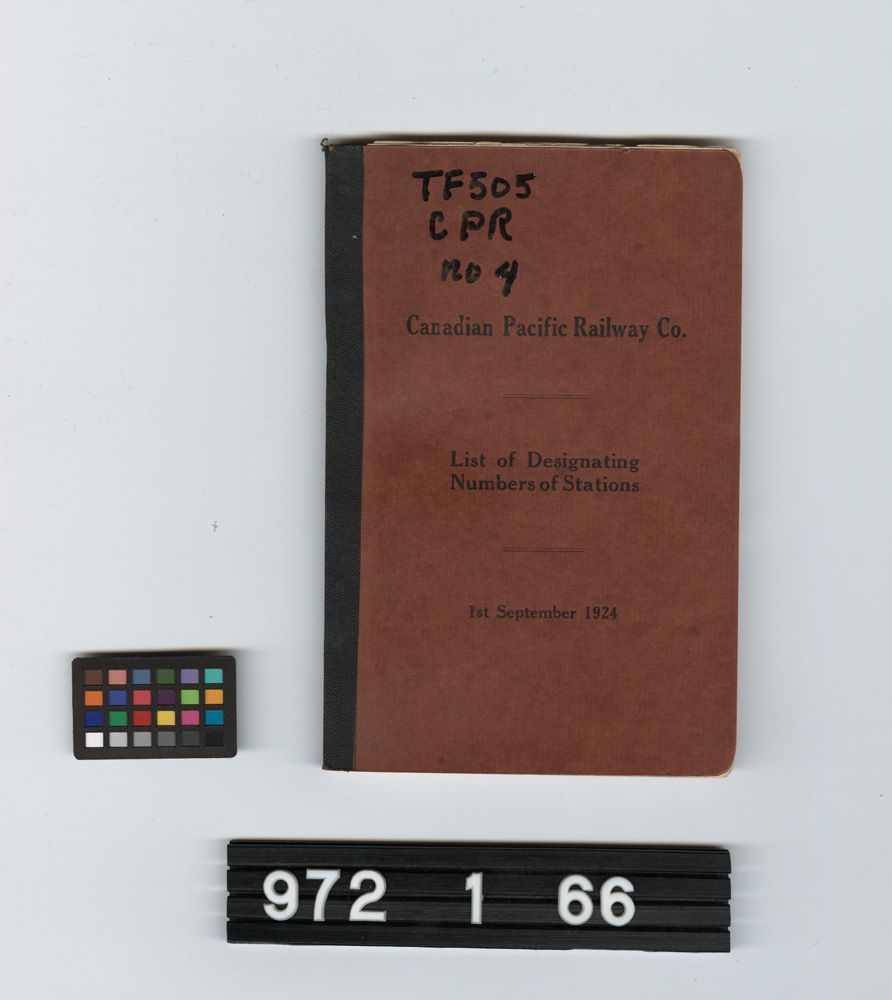 TF505
CPR
no 4
Canadian Pacific Railway Co.
List of Designating
Numbers of Stations
1st September 1924
972 1 66